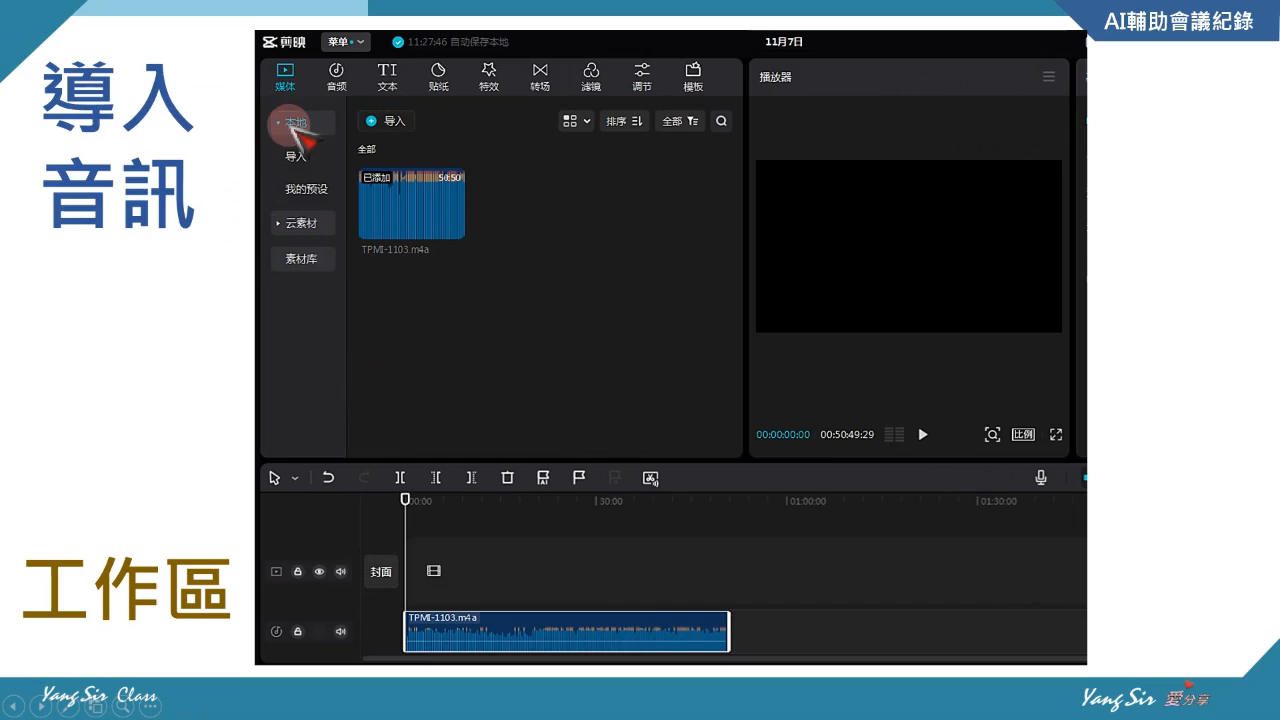 AI輔助會議紀錄
導入
音訊
剪映
菜单
11:27:46 自动保存本地
11月7日
媒体
音频
文本
贴纸
特效
转场
滤镜
调节
模板
播放器
本地
导入
排序
全部
导入
全部
我的预设
已添加
50:50
云素材
TPMI-1103.m4a
素材库
00:00:00:00
00:50:49:29
比例
00:00
30:00
01:00:00
01:30:00
工作區
封面
TPMI-1103.m4a
YangSir Class
YangSir 愛分享